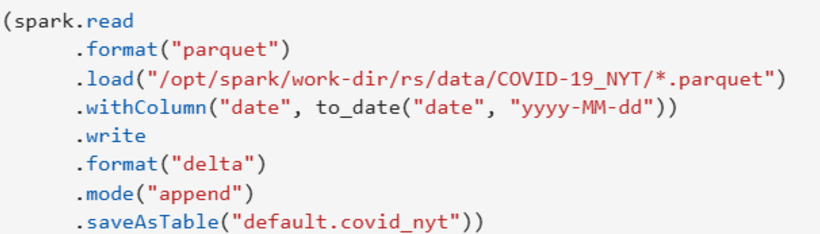 (spark.read
.format("parquet")
.load("/opt/spark/work-dir/rs/data/COVID-19_NYT/*.parquet")
.withColumn("date", to_date("date", "yyyy-MM-dd"))
.write
.format("delta")
.mode("append")
.saveAsTable("default.covid_nyt"))